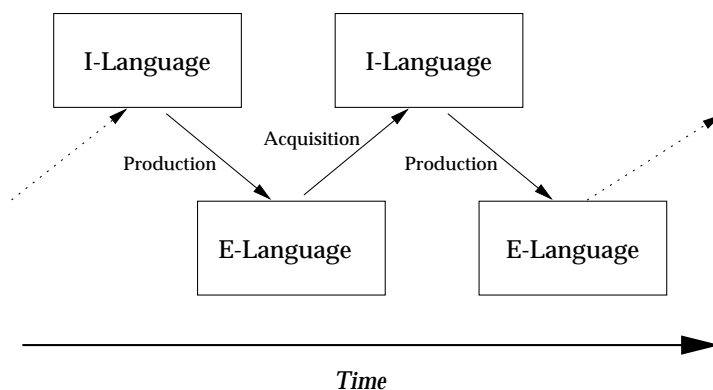 I-Language
I-Language
Production
Acquisition
Production
E-Language
E-Language
Time